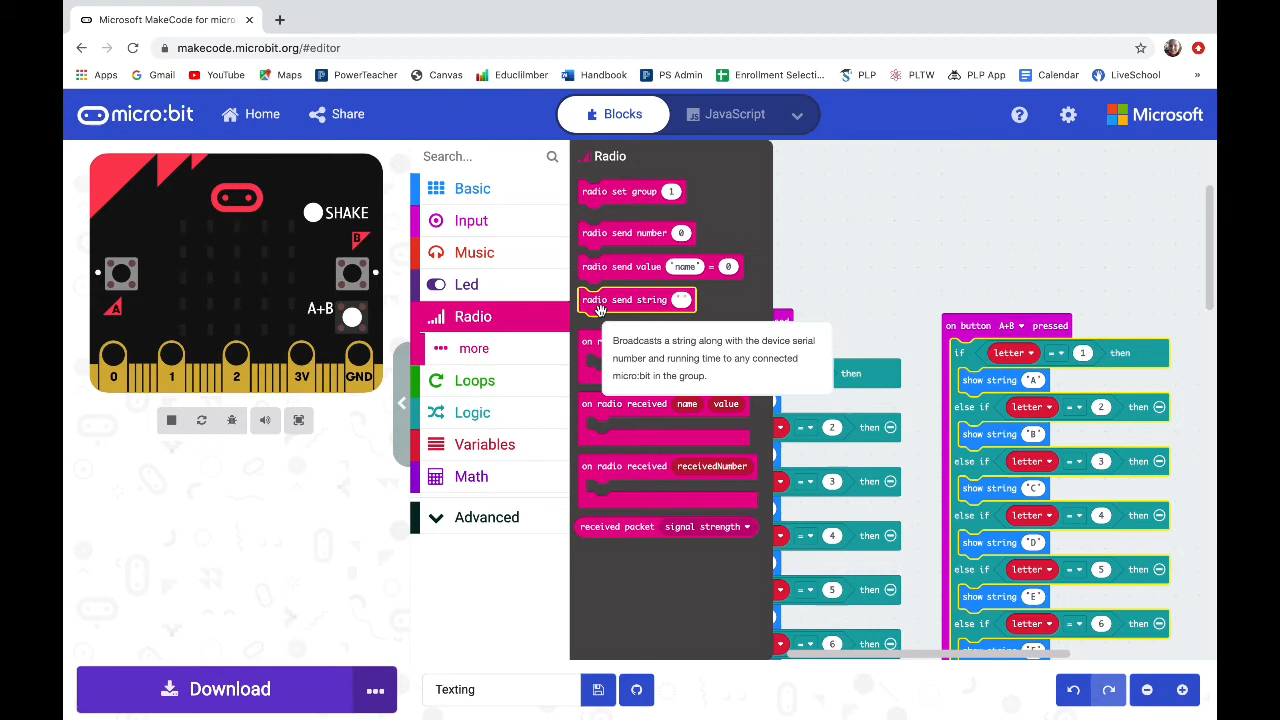 Microsoft MakeCode for micro:
makecode.microbit.org/#editor
Apps Gmail YouTube Maps PowerTeacher Canvas Educlimber Handbook PS Admin Enrollment Selecti... PLP PLTW PLP App Calendar LiveSchool »
micro:bit Home Share Blocks JavaScript Microsoft
Search... Radio
Basic
Input
Music
Led
Radio
more
Loops
Logic
Variables
Math
Advanced
SHAKE
B
A+B
A
0 1 2 3V GND
radio set group 1
radio send number 0
radio send value "name" = 0
radio send string " "
Broadcasts a string along with the device serial
number and running time to any connected
micro:bit in the group.
on radio received name value
on radio received receivedNumber
received packet signal strength
then
= 2 then
= 3 then
= 4 then
= 5 then
= 6 then
on button A+B pressed
if letter = 1 then
show string "A"
else if letter = 2 then
show string "B"
else if letter = 3 then
show string "C"
else if letter = 4 then
show string "D"
else if letter = 5 then
show string "E"
else if letter = 6 then
Download ... Texting